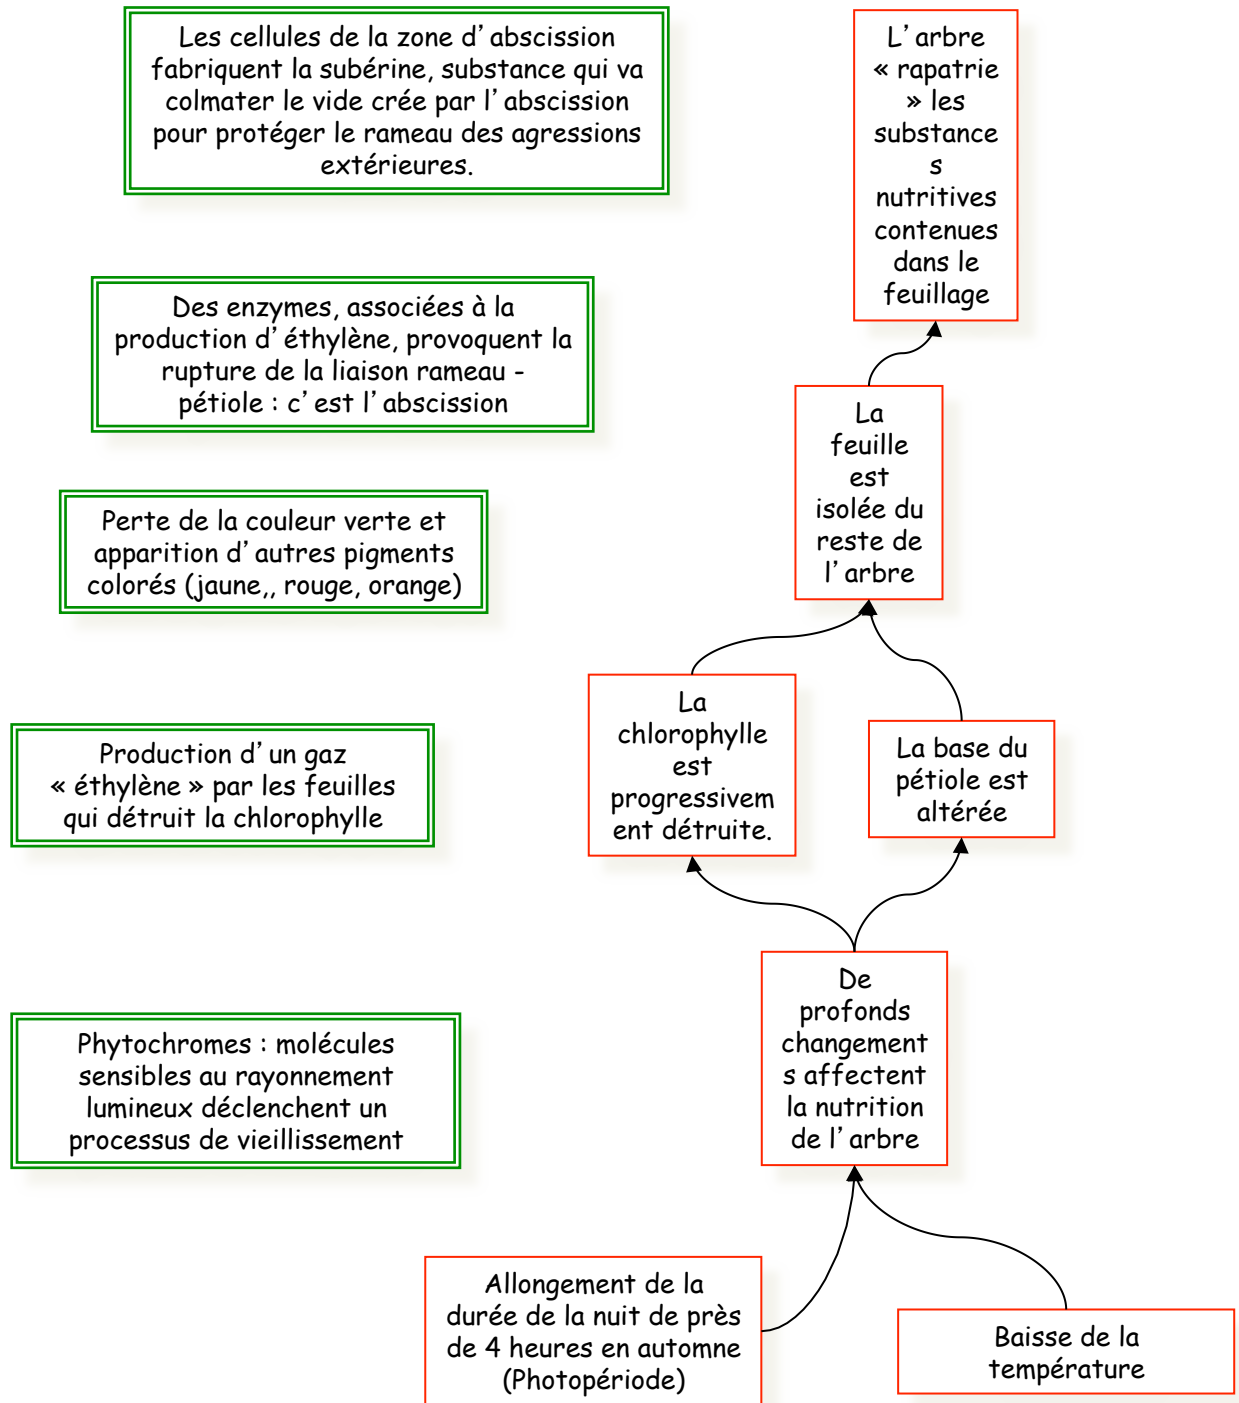 Les cellules de la zone d’abscission
fabriquent la subérine, substance qui va
colmater le vide crée par l’abscission
pour protéger le rameau des agressions
extérieures.
L’arbre
« rapatrie
» les
substance
s
nutritives
contenues
dans le
feuillage
Des enzymes, associées à la
production d’éthylène, provoquent la
rupture de la liaison rameau -
pétiole : c’est l’abscission
La
feuille
est
isolée du
reste de
l’arbre
Perte de la couleur verte et
apparition d’autres pigments
colorés (jaune,, rouge, orange)
La
chlorophylle
est
progressivem
ent détruite.
La base du
pétiole est
altérée
Production d’un gaz
« éthylène » par les feuilles
qui détruit la chlorophylle
De
profonds
changement
s affectent
la nutrition
de l’arbre
Phytochromes : molécules
sensibles au rayonnement
lumineux déclenchent un
processus de vieillissement
Allongement de la
durée de la nuit de près
de 4 heures en automne
(Photopériode)
Baisse de la
température